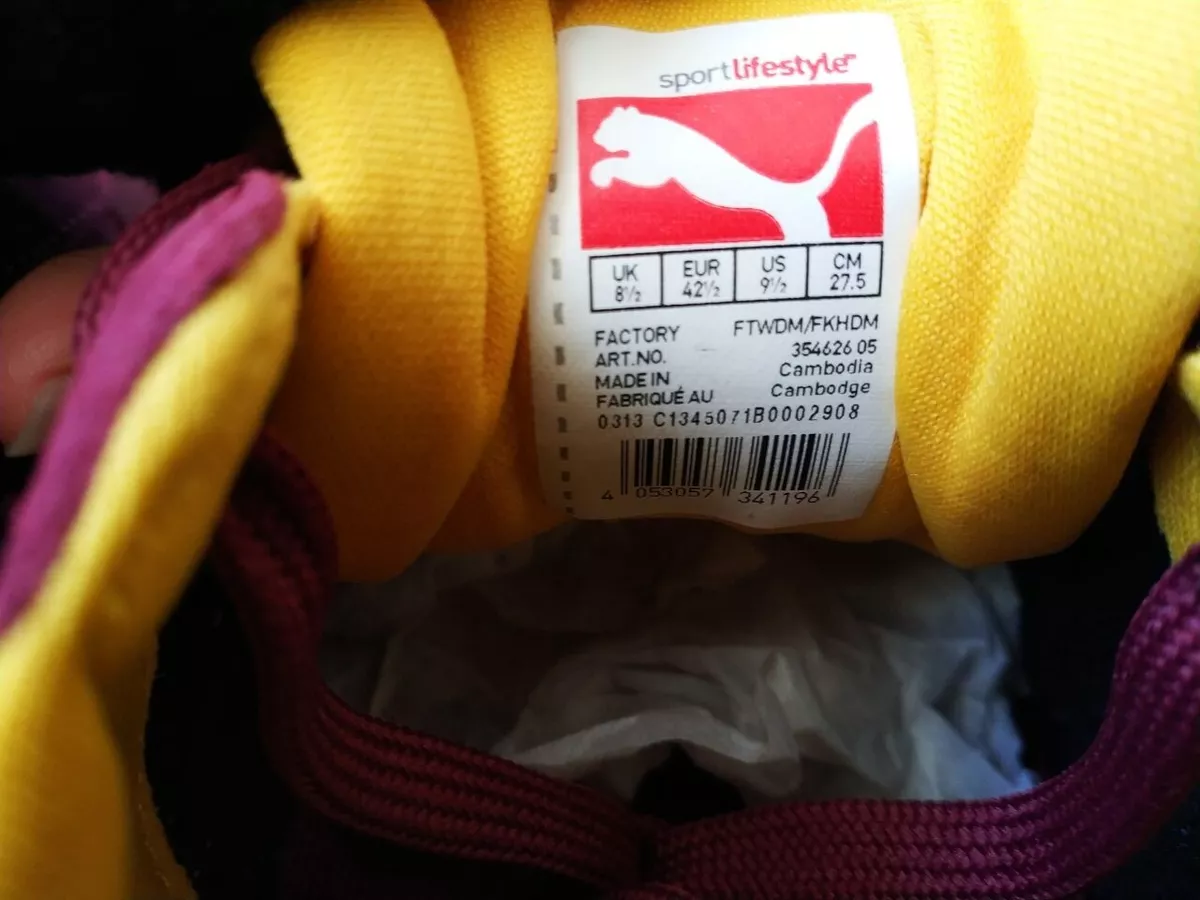 sportlifestyle™
UK EUR US CM
8½ 42½ 9½ 27.5
FACTORY FTWDM/FKHDM
ART.NO. 354626 05
MADE IN Cambodia
FABRIQUÉ AU Cambodge
0313 C1345071B0002908
4 053057 341196